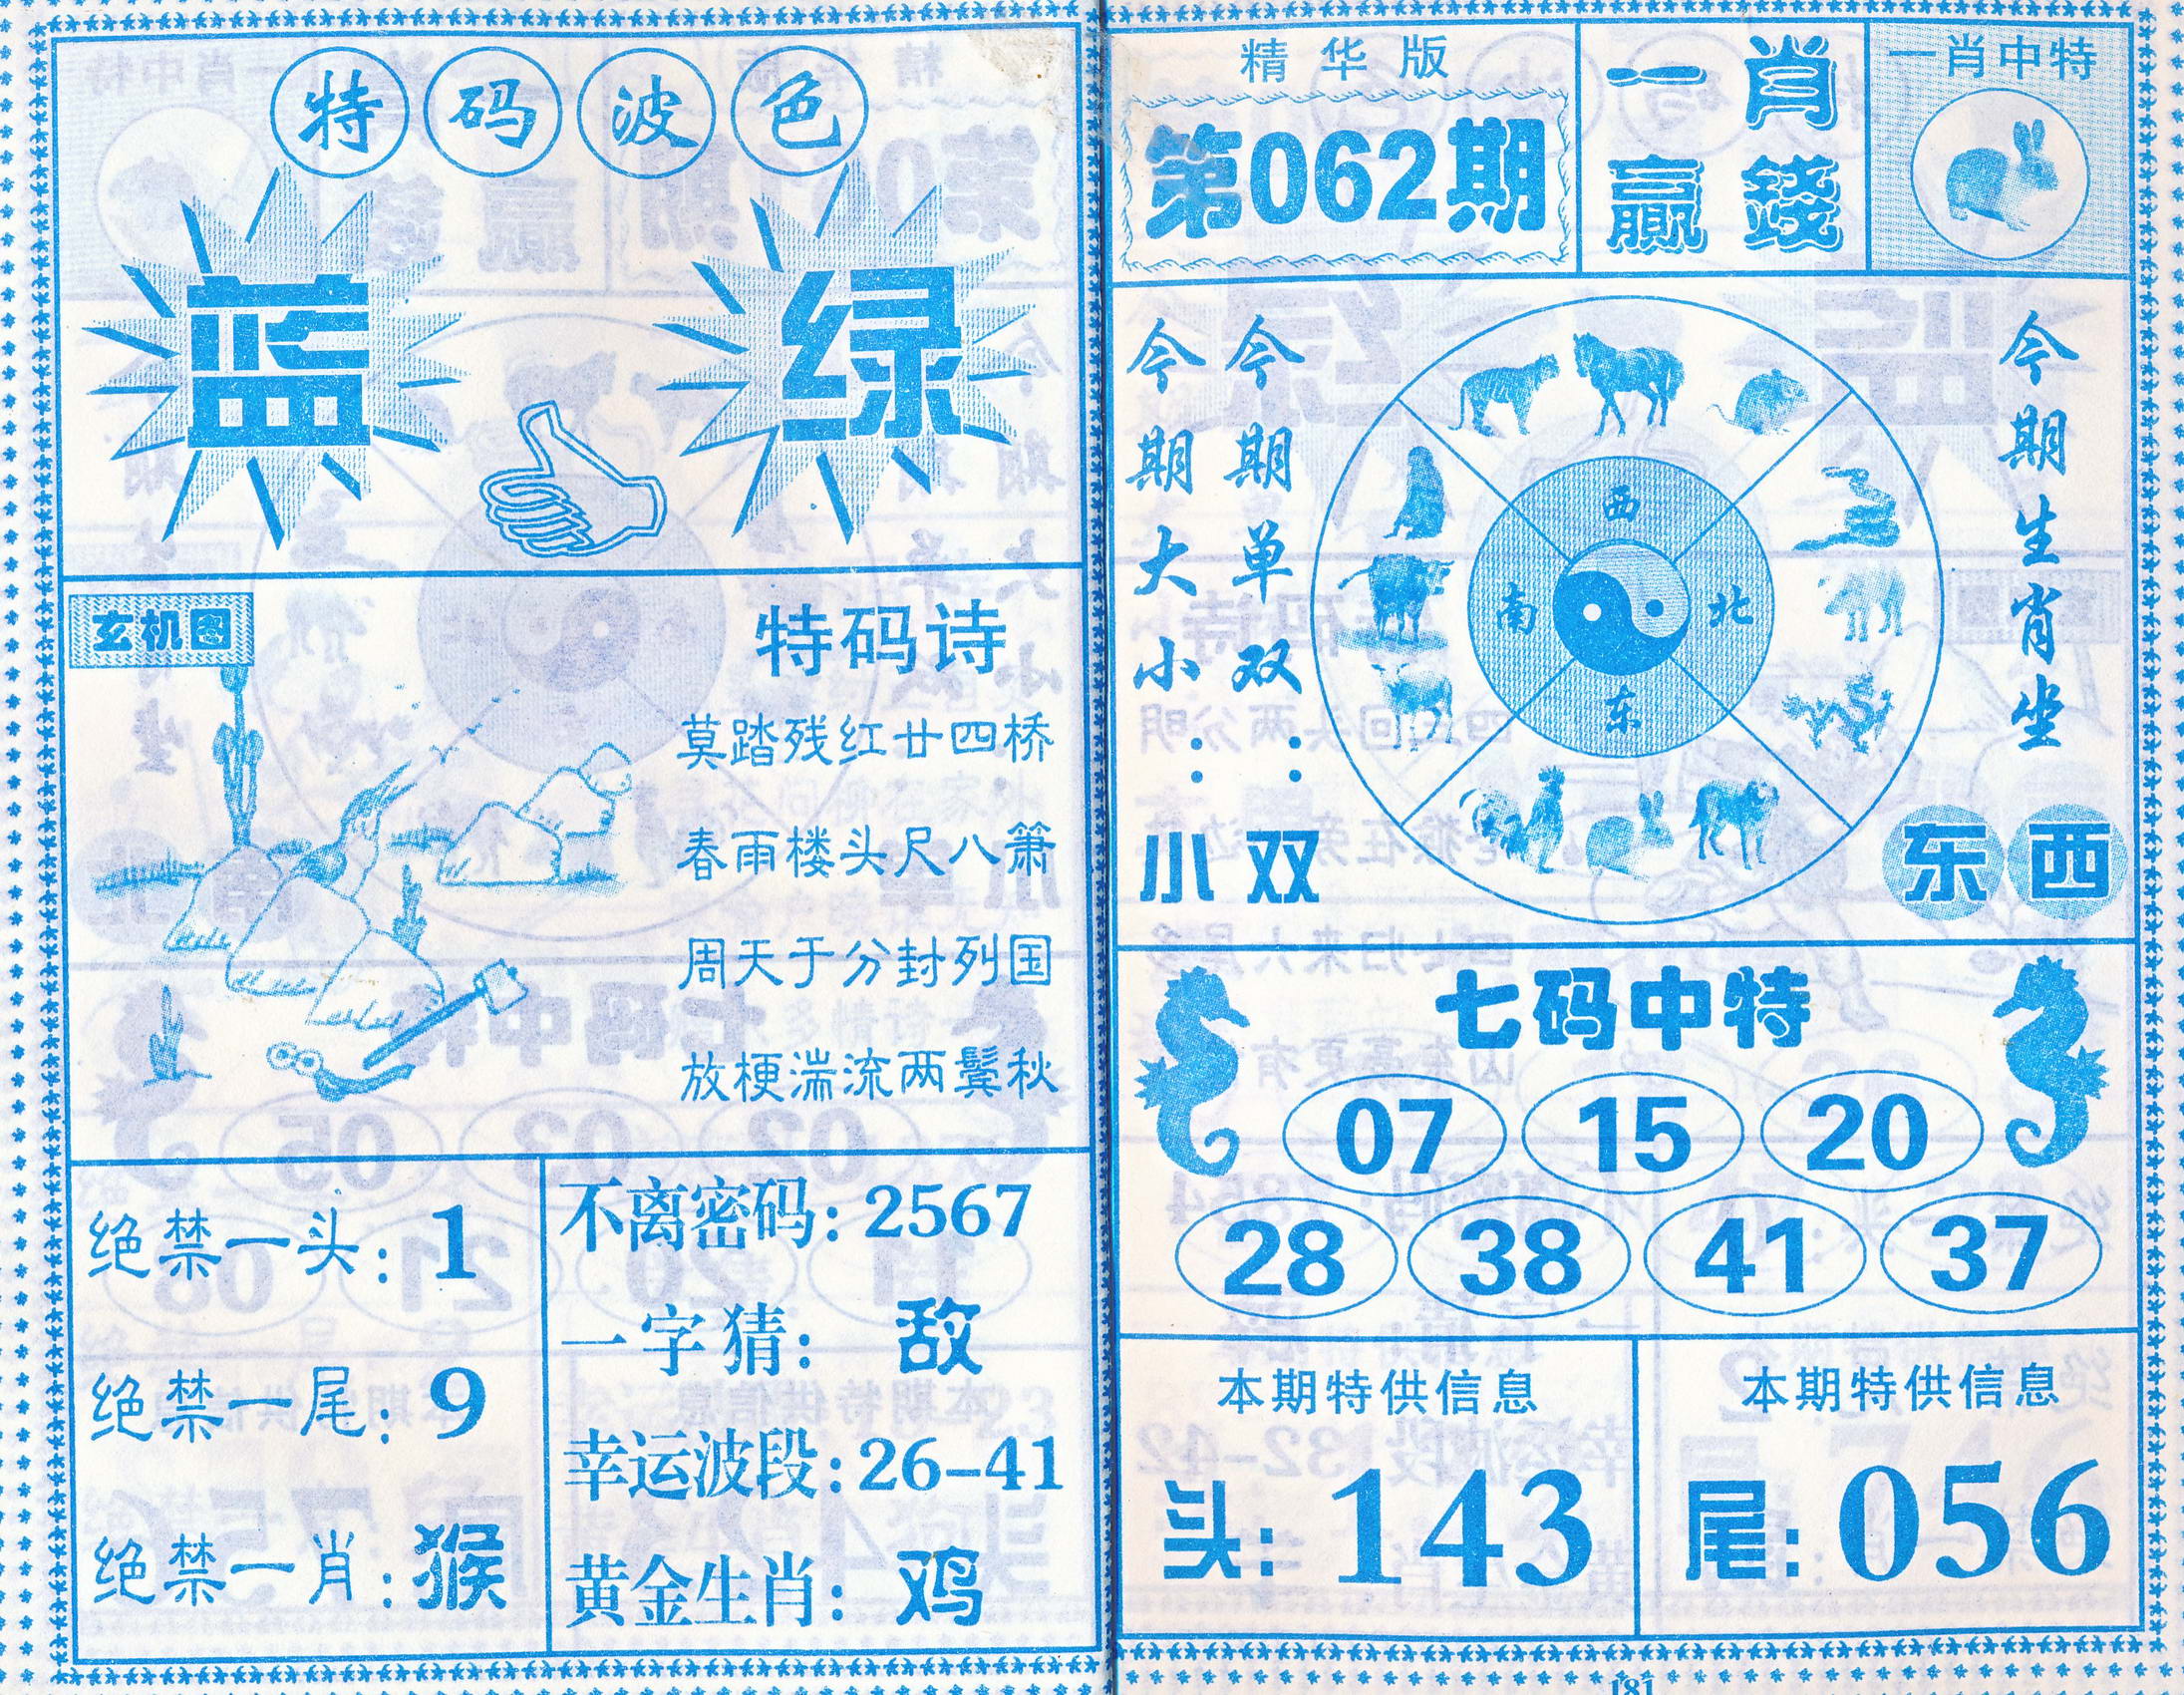 特码波色
蓝 绿
玄机图
特码诗
莫踏残红廿四桥
春雨楼头尺八箫
周天于分封列国
放梗湍流两鬓秋
绝禁一头:1
绝禁一尾:9
绝禁一肖:猴
不离密码:2567
一字猜:敌
幸运波段:26-41
黄金生肖:鸡
精华版
第062期
一肖
赢錢
一肖中特
今期大小:小
今期单双:双
西
南
北
东
今期生肖坐
东西
七码中特
07 15 20
28 38 41 37
本期特供信息
头:143
本期特供信息
尾:056
181